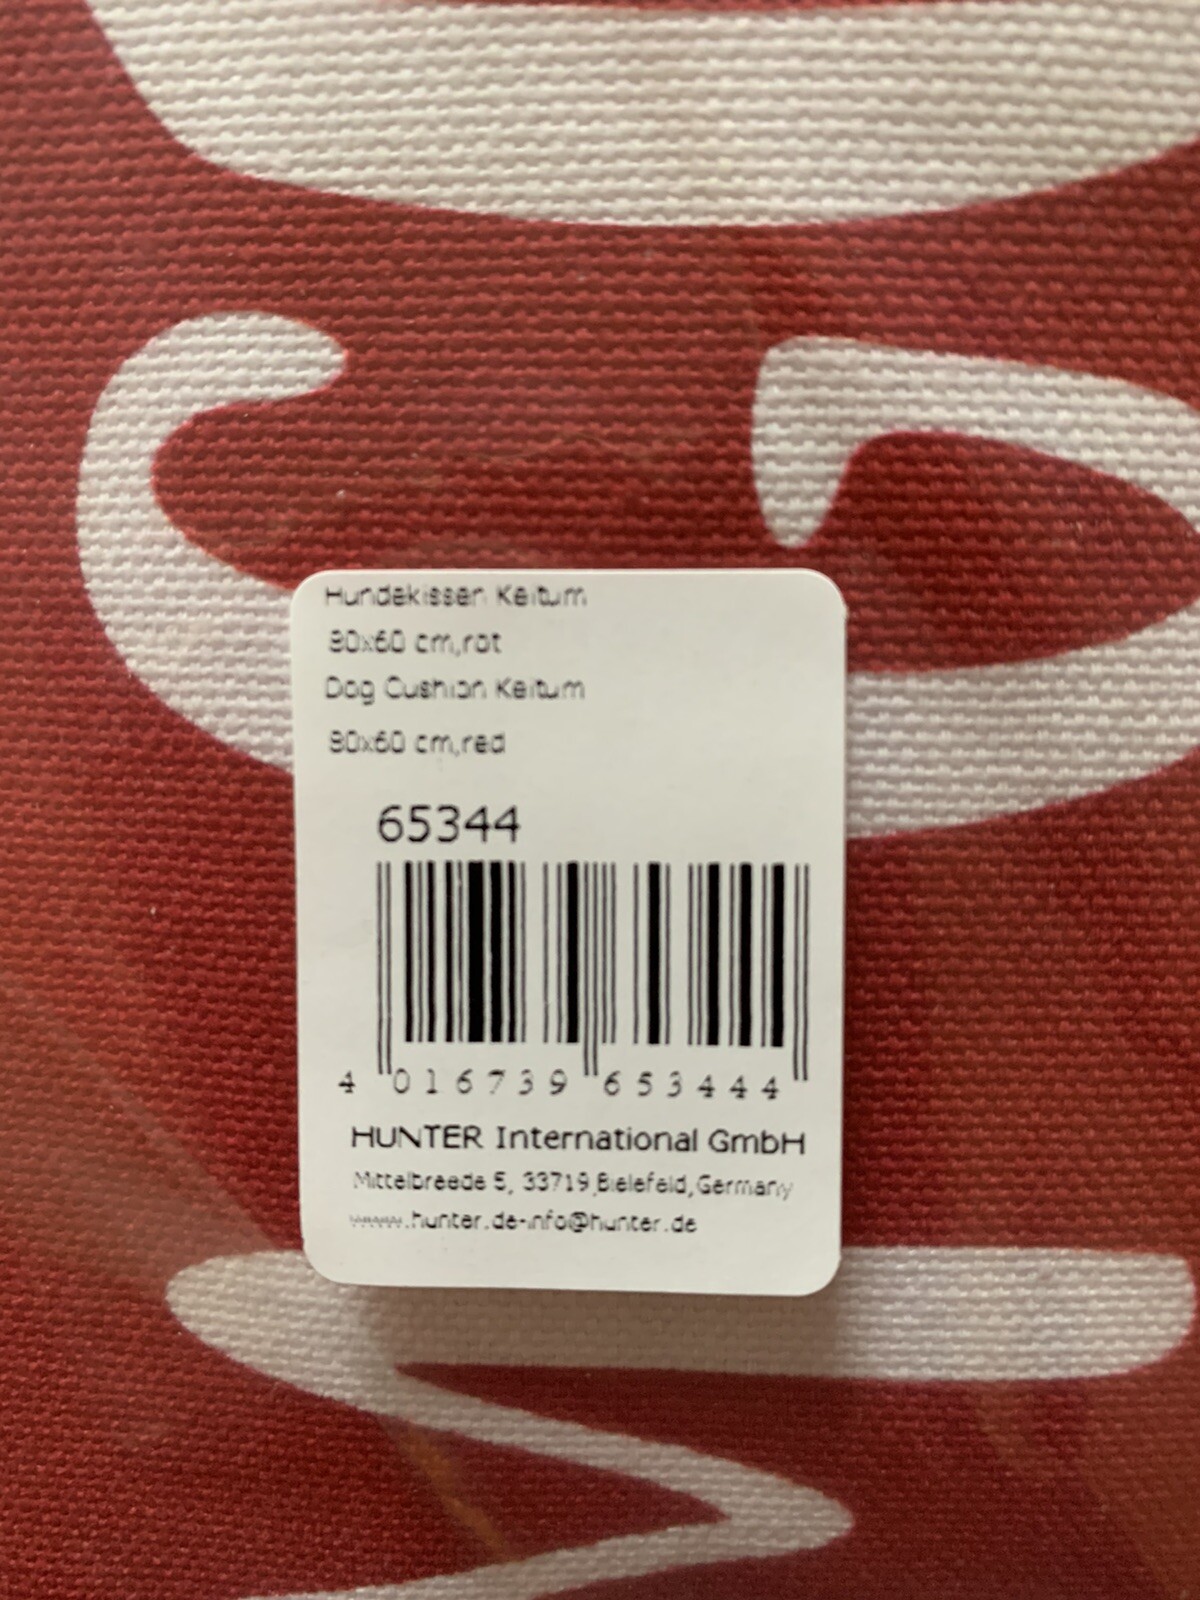 Hundekissen Keitum
80x60 cm,rot
Dog Cushion Keitum
80x60 cm,red
65344
4 016739 653444
HUNTER International GmbH
Mittelbreede 5, 33719 Bielefeld, Germany
www.hunter.de-info@hunter.de